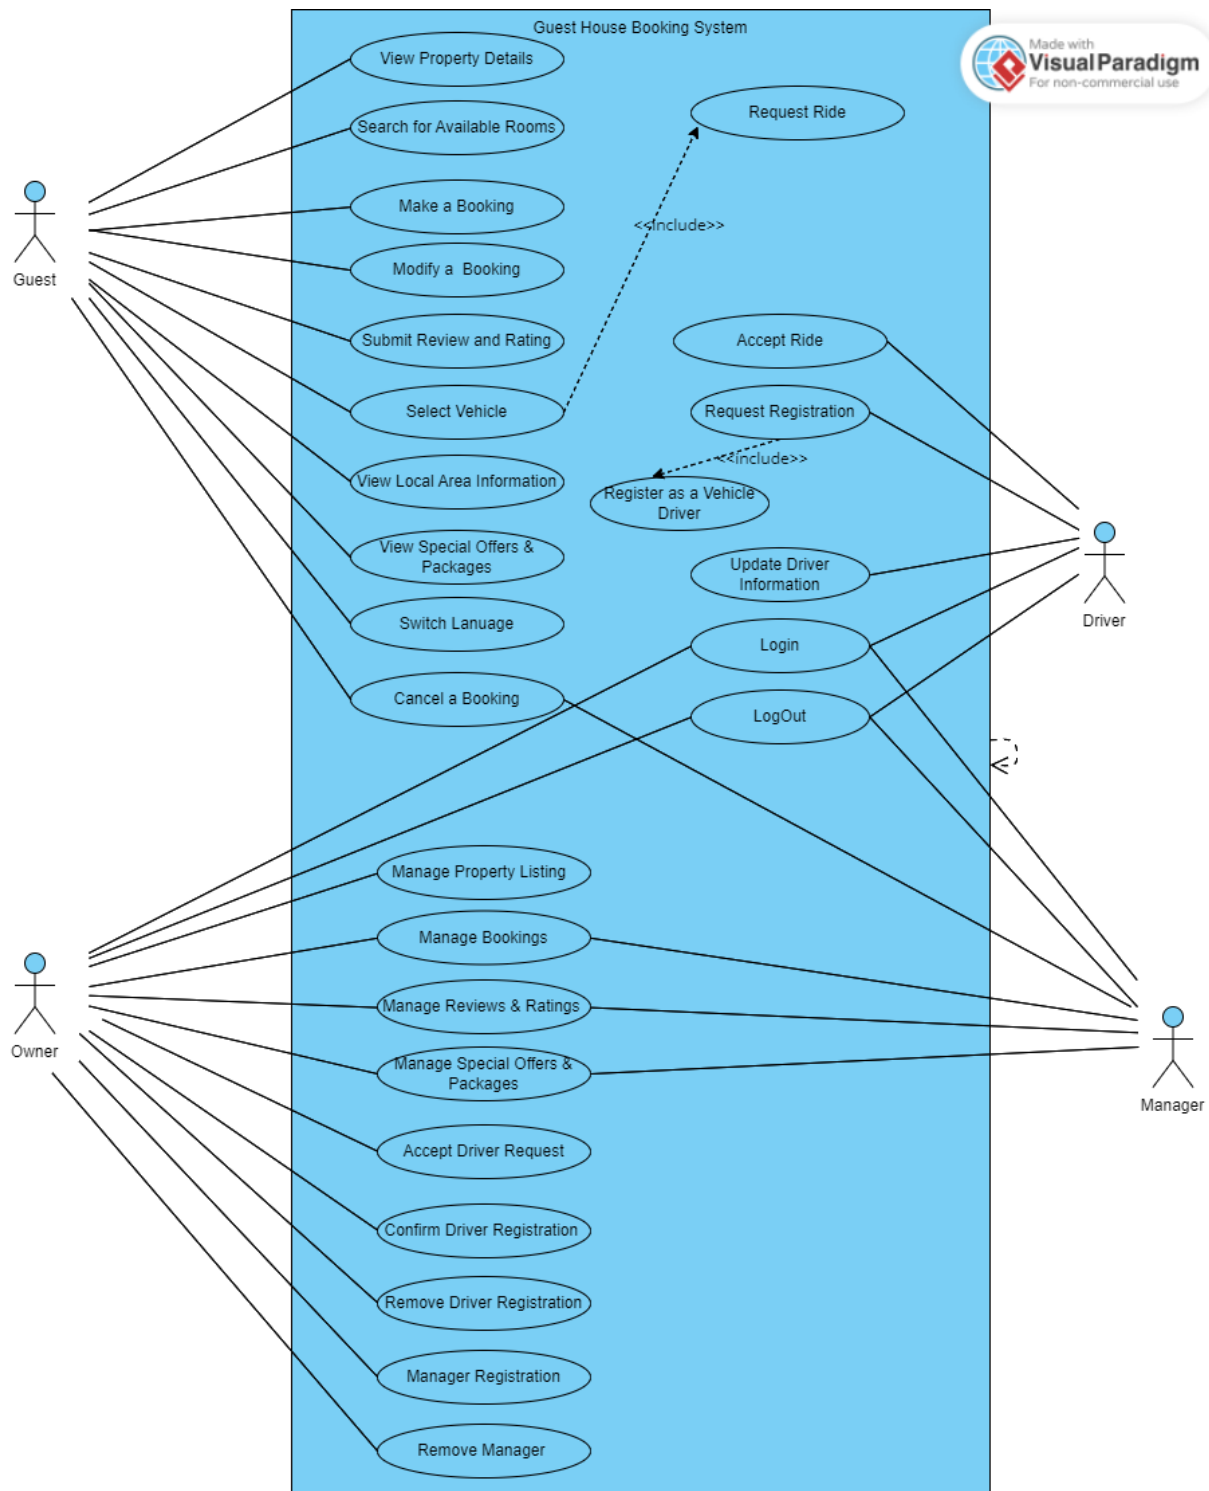 Guest House Booking System
Made with
Visual Paradigm
For non-commercial use
View Property Details
Request Ride
Search for Available Rooms
Make a Booking
<<Include>>
Modify a  Booking
Guest
Submit Review and Rating
Accept Ride
Select Vehicle
Request Registration
<<include>>
View Local Area Information
Register as a Vehicle
Driver
View Special Offers &
Packages
Update Driver
Information
Driver
Switch Lanuage
Login
Cancel a Booking
LogOut
Manage Property Listing
Manage Bookings
Manage Reviews & Ratings
Owner
Manage Special Offers &
Packages
Manager
Accept Driver Request
Confirm Driver Registration
Remove Driver Registration
Manager Registration
Remove Manager